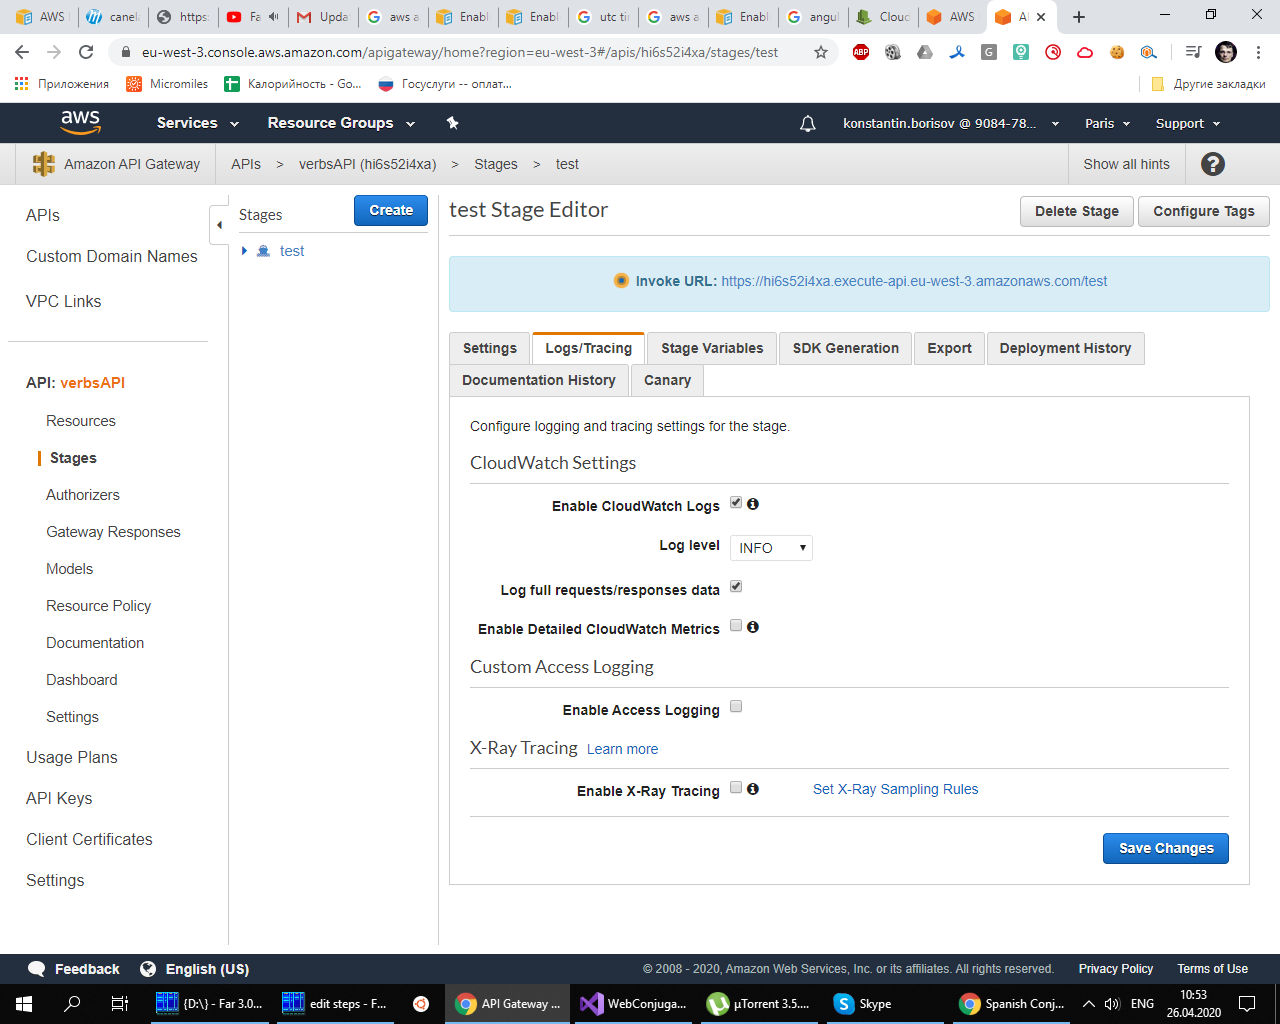 AWS
canel
https:
Fa
Upda
aws a
Enabl
Enabl
utc tin
aws a
Enabl
angul
Cloud
AWS
eu-west-3.console.aws.amazon.com/apigateway/home?region=eu-west-3#/apis/hi6s52i4xa/stages/test
ABP
G
Приложения
Micromiles
Калорийность - Go...
Госуслуги -- оплат...
Другие закладки
aws
Services
Resource Groups
konstantin.borisov @ 9084-78...
Paris
Support
Amazon API Gateway
APIs > verbsAPI (hi6s52i4xa) > Stages > test
Show all hints
?
APIs
Custom Domain Names
VPC Links
API: verbsAPI
Resources
Stages
Authorizers
Gateway Responses
Models
Resource Policy
Documentation
Dashboard
Settings
Usage Plans
API Keys
Client Certificates
Settings
Stages
Create
test
test Stage Editor
Delete Stage
Configure Tags
Invoke URL: https://hi6s52i4xa.execute-api.eu-west-3.amazonaws.com/test
Settings
Logs/Tracing
Stage Variables
SDK Generation
Export
Deployment History
Documentation History
Canary
Configure logging and tracing settings for the stage.
CloudWatch Settings
Enable CloudWatch Logs
Log level
INFO
Log full requests/responses data
Enable Detailed CloudWatch Metrics
Custom Access Logging
Enable Access Logging
X-Ray Tracing Learn more
Enable X-Ray Tracing
Set X-Ray Sampling Rules
Save Changes
Feedback
English (US)
© 2008 - 2020, Amazon Web Services, Inc. or its affiliates. All rights reserved.
Privacy Policy
Terms of Use
{D:\} - Far 3.0...
edit steps - F...
API Gateway ...
WebConjuga...
µTorrent 3.5....
Skype
Spanish Conj...
ENG
10:53
26.04.2020